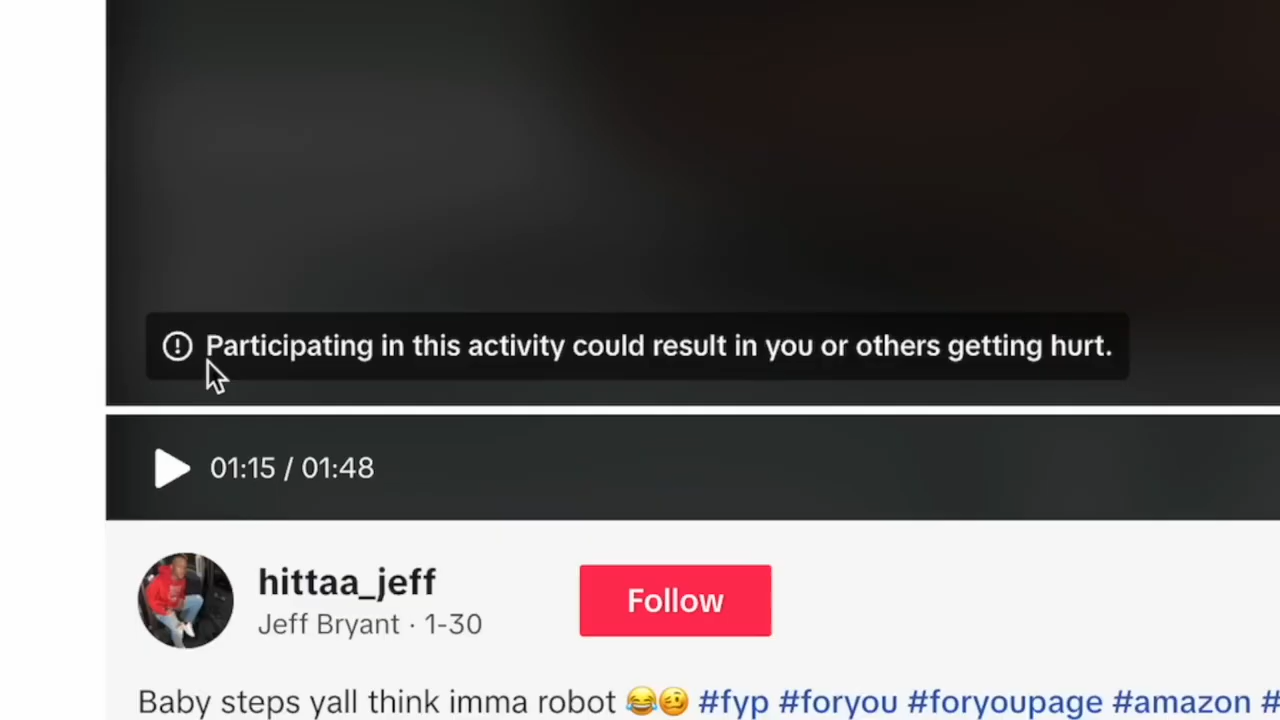 Participating in this activity could result in you or others getting hurt.
01:15 / 01:48
hittaa_jeff
Jeff Bryant · 1-30
Follow
Baby steps yall think imma robot 😂🥴 #fyp #foryou #foryoupage #amazon #